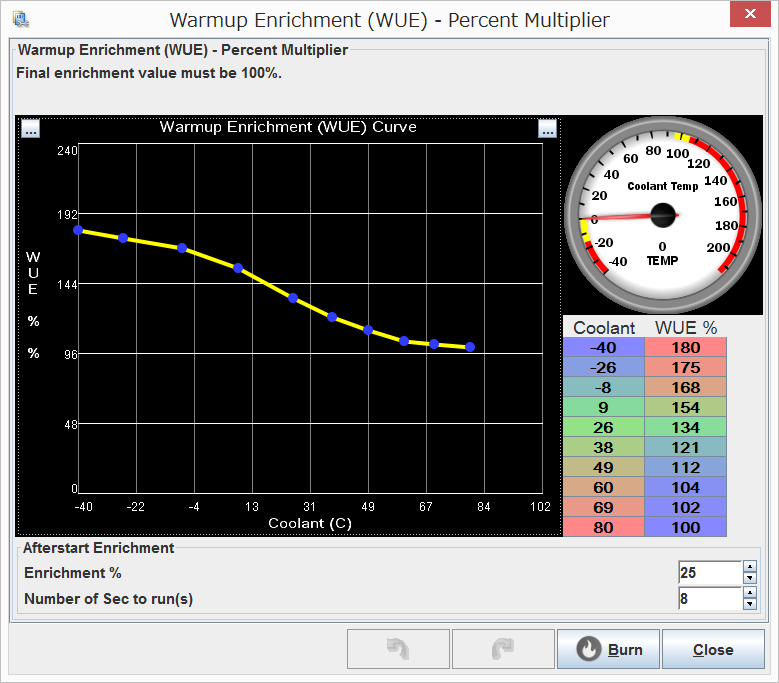 Warmup Enrichment (WUE) - Percent Multiplier
Warmup Enrichment (WUE) - Percent Multiplier
Final enrichment value must be 100%.
... Warmup Enrichment (WUE) Curve ...
240
192
144
96
48
0
W
U
E
%
%
-40 -22 -4 13 31 49 67 84 102
Coolant (C)
-40
-20
0
20
40
60
80
100
120
140
160
180
200
Coolant Temp
0
TEMP
Coolant WUE %
-40 180
-26 175
-8 168
9 154
26 134
38 121
49 112
60 104
69 102
80 100
Afterstart Enrichment
Enrichment % 25
Number of Sec to run(s) 8
Burn Close